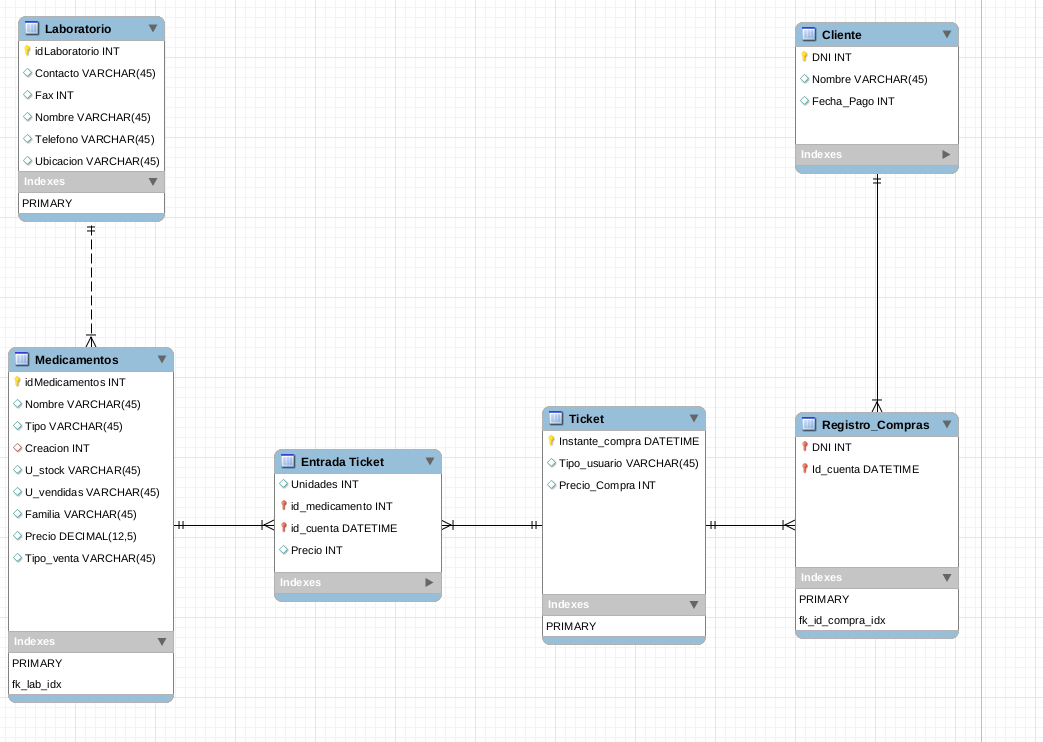 Laboratorio
idLaboratorio INT
Contacto VARCHAR(45)
Fax INT
Nombre VARCHAR(45)
Telefono VARCHAR(45)
Ubicacion VARCHAR(45)
Indexes
PRIMARY
Cliente
DNI INT
Nombre VARCHAR(45)
Fecha_Pago INT
Indexes
Medicamentos
idMedicamentos INT
Nombre VARCHAR(45)
Tipo VARCHAR(45)
Creacion INT
U_stock VARCHAR(45)
U_vendidas VARCHAR(45)
Familia VARCHAR(45)
Precio DECIMAL(12,5)
Tipo_venta VARCHAR(45)
Indexes
PRIMARY
fk_lab_idx
Entrada Ticket
Unidades INT
id_medicamento INT
id_cuenta DATETIME
Precio INT
Indexes
Ticket
Instante_compra DATETIME
Tipo_usuario VARCHAR(45)
Precio_Compra INT
Indexes
PRIMARY
Registro_Compras
DNI INT
Id_cuenta DATETIME
Indexes
PRIMARY
fk_id_compra_idx